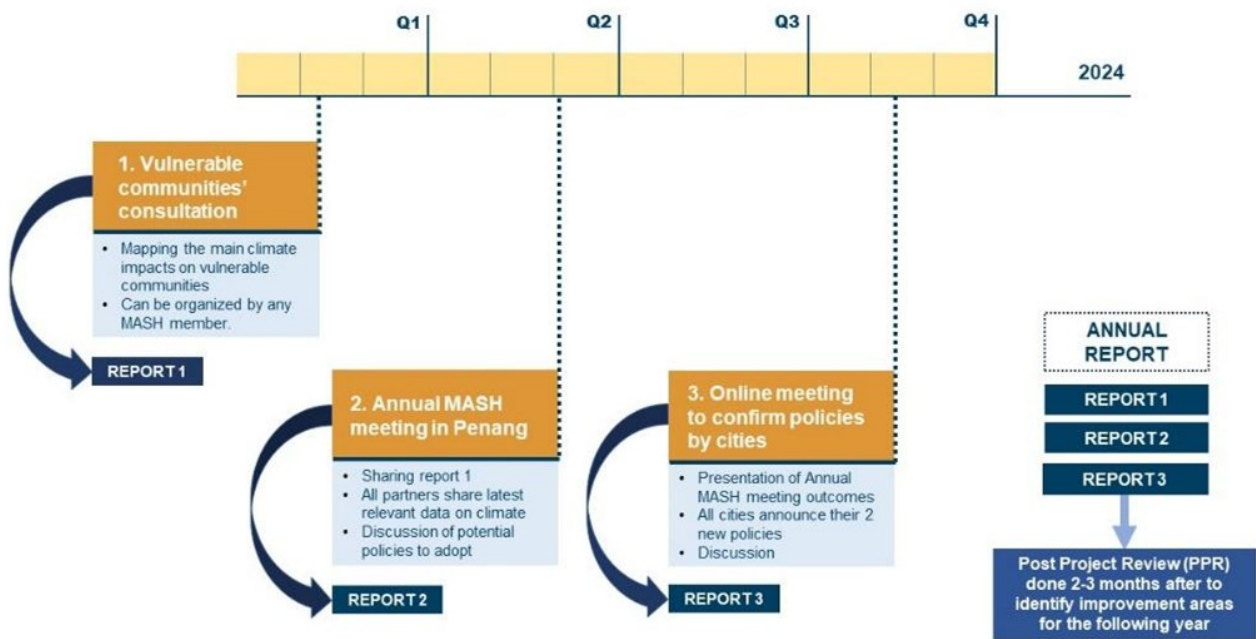 Q1
Q2
Q3
Q4
2024
1. Vulnerable
communities'
consultation
• Mapping the main climate
impacts on vulnerable
communities
• Can be organized by any
MASH member.
REPORT 1
2. Annual MASH
meeting in Penang
• Sharing report 1
• All partners share latest
relevant data on climate
• Discussion of potential
policies to adopt
REPORT 2
3. Online meeting
to confirm policies
by cities
• Presentation of Annual
MASH meeting outcomes
• All cities announce their 2
new policies
• Discussion
REPORT 3
ANNUAL
REPORT
REPORT 1
REPORT 2
REPORT 3
Post Project Review (PPR)
done 2-3 months after to
identify improvement areas
for the following year